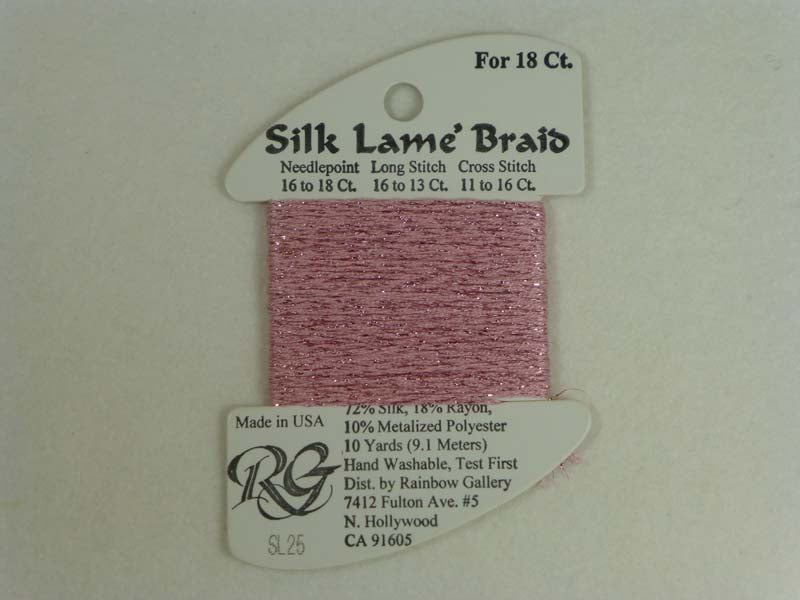 For 18 Ct.
Silk Lamé Braid
Needlepoint Long Stitch Cross Stitch
16 to 18 Ct. 16 to 13 Ct. 11 to 16 Ct.
72% Silk, 18% Rayon,
Made in USA
10% Metalized Polyester
10 Yards (9.1 Meters)
Hand Washable, Test First
RG
Dist. by Rainbow Gallery
7412 Fulton Ave. #5
N. Hollywood
SL25
CA 91605